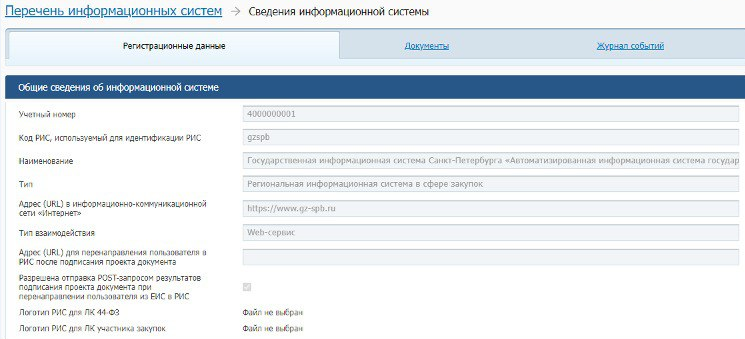 Перечень информационных систем → Сведения информационной системы
Регистрационные данные Документы Журнал событий
Общие сведения об информационной системе
Учетный номер 4000000001
Код РИС, используемый для идентификации РИС gzspb
Наименование Государственная информационная система Санкт-Петербурга «Автоматизированная информационная система государ
Тип Региональная информационная система в сфере закупок
Адрес (URL) в информационно-коммуникационной
сети «Интернет» https://www.gz-spb.ru
Тип взаимодействия Web-сервис
Адрес (URL) для перенаправления пользователя в
РИС после подписания проекта документа
Разрешена отправка POST-запросом результатов
подписания проекта документа при
перенаправлении пользователя из ЕИС в РИС
Логотип РИС для ЛК 44-ФЗ Файл не выбран
Логотип РИС для ЛК участника закупок Файл не выбран